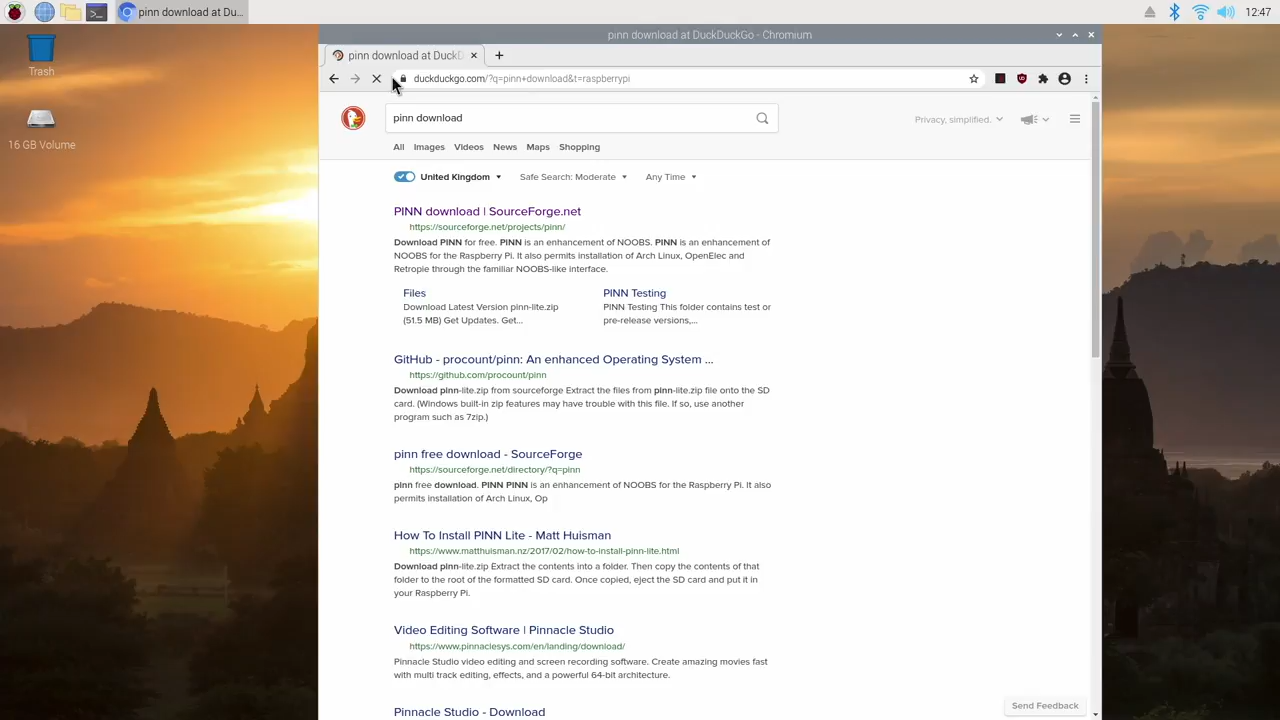 pinn download at Du...
12:47
Trash
16 GB Volume
pinn download at DuckDuckGo - Chromium
pinn download at DuckD
duckduckgo.com/?q=pinn+download&t=raspberrypi
pinn download
Privacy, simplified.
All Images Videos News Maps Shopping
United Kingdom Safe Search: Moderate Any Time
PINN download | SourceForge.net
https://sourceforge.net/projects/pinn/
Download PINN for free. PINN is an enhancement of NOOBS. PINN is an enhancement of
NOOBS for the Raspberry Pi. It also permits installation of Arch Linux, OpenElec and
Retropie through the familiar NOOBS-like interface.
Files
Download Latest Version pinn-lite.zip
(51.5 MB) Get Updates. Get...
PINN Testing
PINN Testing This folder contains test or
pre-release versions,...
GitHub - procount/pinn: An enhanced Operating System ...
https://github.com/procount/pinn
Download pinn-lite.zip from sourceforge Extract the files from pinn-lite.zip file onto the SD
card. (Windows built-in zip features may have trouble with this file. If so, use another
program such as 7zip.)
pinn free download - SourceForge
https://sourceforge.net/directory/?q=pinn
pinn free download. PINN PINN is an enhancement of NOOBS for the Raspberry Pi. It also
permits installation of Arch Linux, Op
How To Install PINN Lite - Matt Huisman
https://www.matthuisman.nz/2017/02/how-to-install-pinn-lite.html
Download pinn-lite.zip Extract the contents into a folder. Then copy the contents of that
folder to the root of the formatted SD card. Once copied, eject the SD card and put it in
your Raspberry Pi.
Video Editing Software | Pinnacle Studio
https://www.pinnaclesys.com/en/landing/download/
Pinnacle Studio video editing and screen recording software. Create amazing movies fast
with multi track editing, effects, and a powerful 64-bit architecture.
Pinnacle Studio - Download
Send Feedback